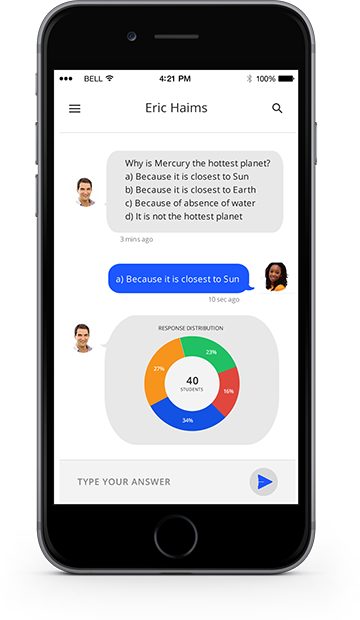 BELL 4:21 PM 100%
Eric Haims
Why is Mercury the hottest planet?
a) Because it is closest to Sun
b) Because it is closest to Earth
c) Because of absence of water
d) It is not the hottest planet
3 mins ago
a) Because it is closest to Sun
10 sec ago
RESPONSE DISTRIBUTION
23%
27%
40
STUDENTS
16%
34%
TYPE YOUR ANSWER